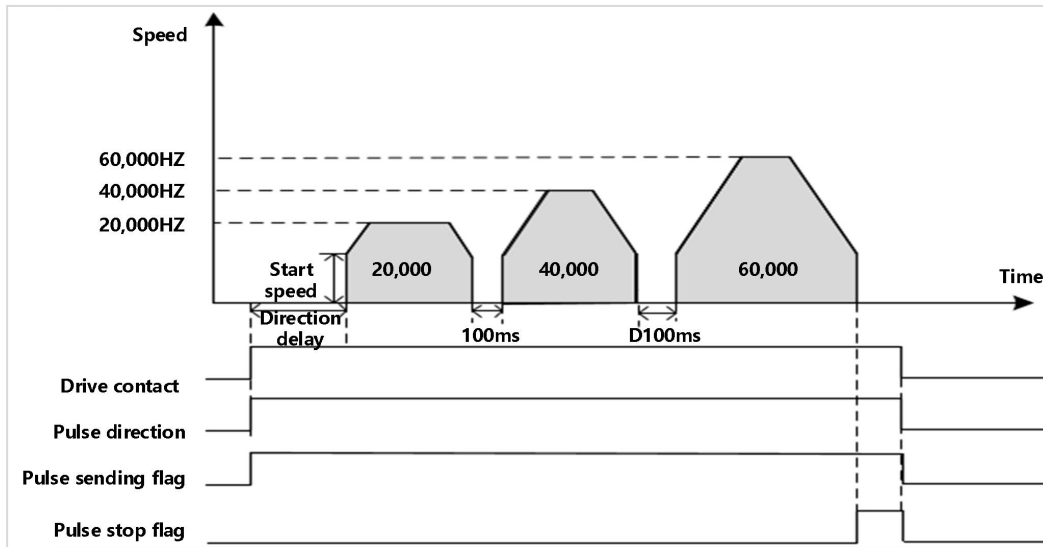 Speed
60,000HZ
40,000HZ
20,000HZ
Start
speed
20,000
40,000
60,000
Time
Direction
delay
100ms
D100ms
Drive contact
Pulse direction
Pulse sending flag
Pulse stop flag